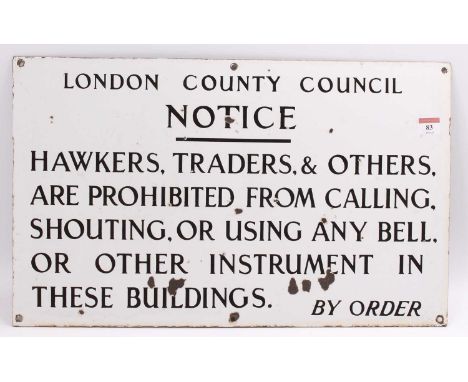 LONDON COUNTY COUNCIL
NOTICE
83
HAWKERS, TRADERS, & OTHERS,
ARE PROHIBITED FROM CALLING,
SHOUTING, OR USING ANY BELL,
OR OTHER INSTRUMENT IN
THESE BUILDINGS. BY ORDER